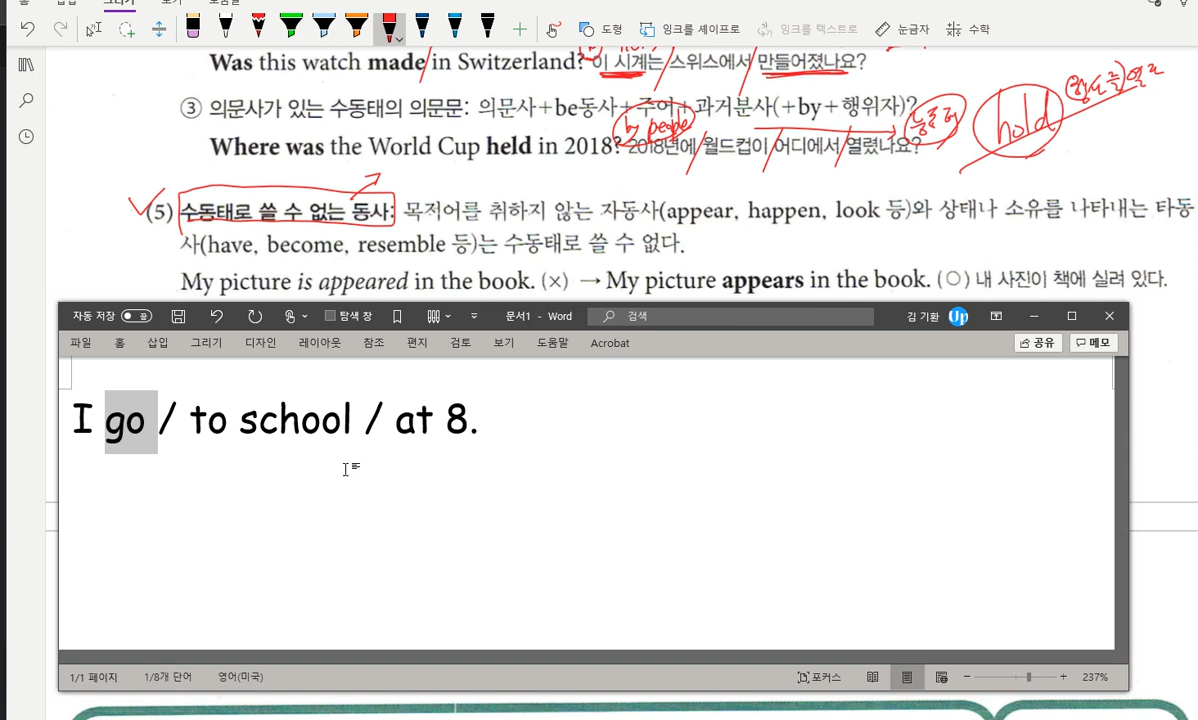 홈 삽입 그리기 보기 도움말
도형 잉크를 셰이프로 잉크를 텍스트로 눈금자 수학
Was this watch made in Switzerland? 이 시계는 스위스에서 만들어졌나요?
③ 의문사가 있는 수동태의 의문문: 의문사+be동사+주어+과거분사(+by+행위자)?
by people
hold
Where was the World Cup held in 2018? 2018년에 월드컵이 어디에서 열렸나요?
(5) 수동태로 쓸 수 없는 동사: 목적어를 취하지 않는 자동사(appear, happen, look 등)와 상태나 소유를 나타내는 타동
사(have, become, resemble 등)는 수동태로 쓸 수 없다.
My picture is appeared in the book. (×) → My picture appears in the book. (○) 내 사진이 책에 실려 있다.
자동 저장 끔 탐색 창 문서1 - Word 검색 김 기환
파일 홈 삽입 그리기 디자인 레이아웃 참조 편지 검토 보기 도움말 Acrobat 공유 메모
I go / to school / at 8.
1/1 페이지 1/8개 단어 영어(미국) 포커스 237%